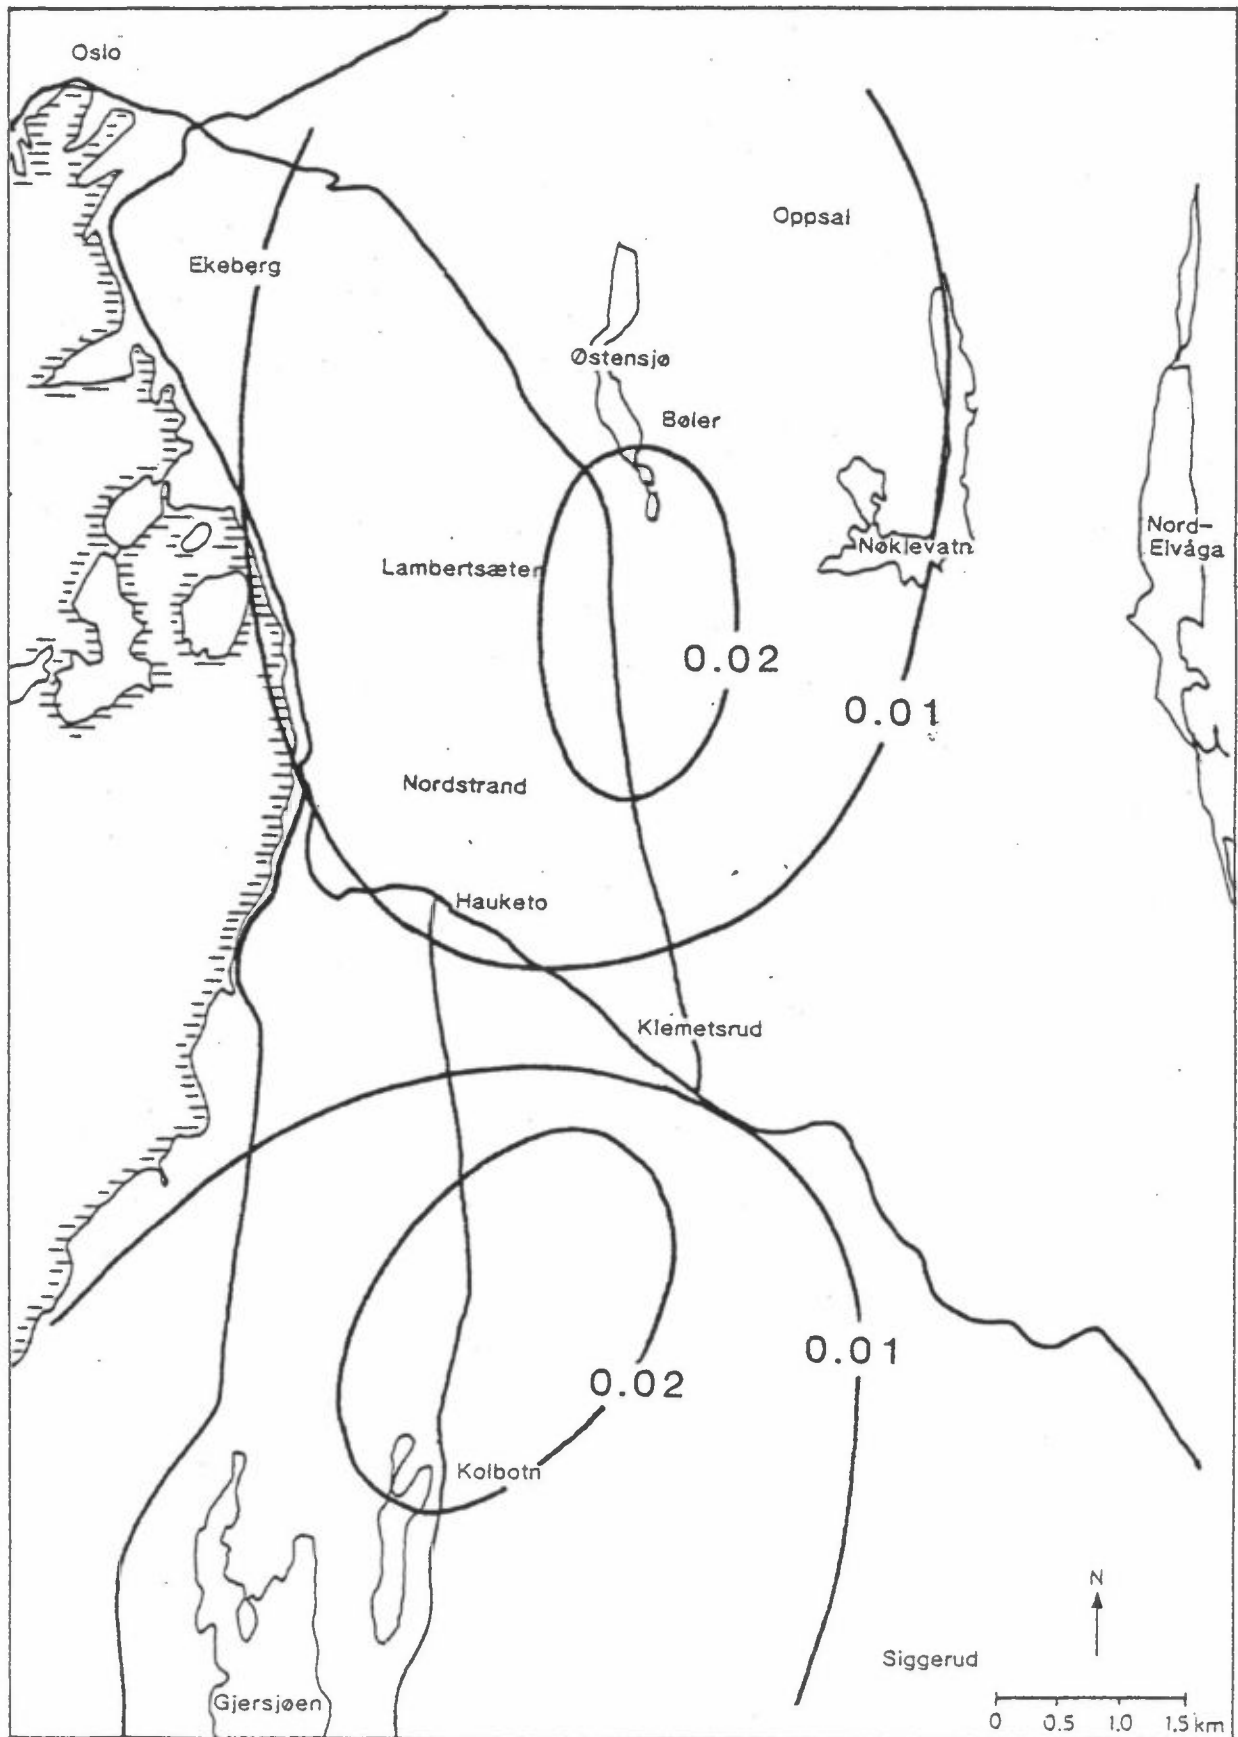 Oslo
Oppsal
Ekeberg
Østensjø
Bøler
Nord-
Elvåga
Nøklevatn
Lambertsæter
0.02
0.01
Nordstrand
Hauketo
Klemetsrud
0.01
0.02
Kolbotn
N
Siggerud
Gjersjøen
0 0.5 1.0 1.5 km